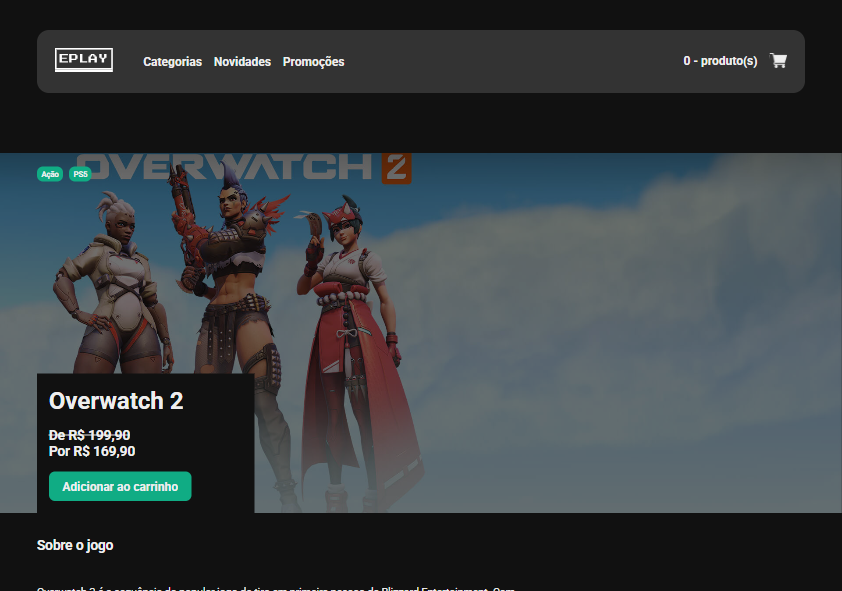 EPLAY
Categorias Novidades Promoções
0 - produto(s)
OVERWATCH 2
Ação PS5
Overwatch 2
De R$ 199,90
Por R$ 169,90
Adicionar ao carrinho
Sobre o jogo
Overwatch 2 é a sequência do popular jogo de tiro em primeira pessoa da Blizzard Entertainment. Com